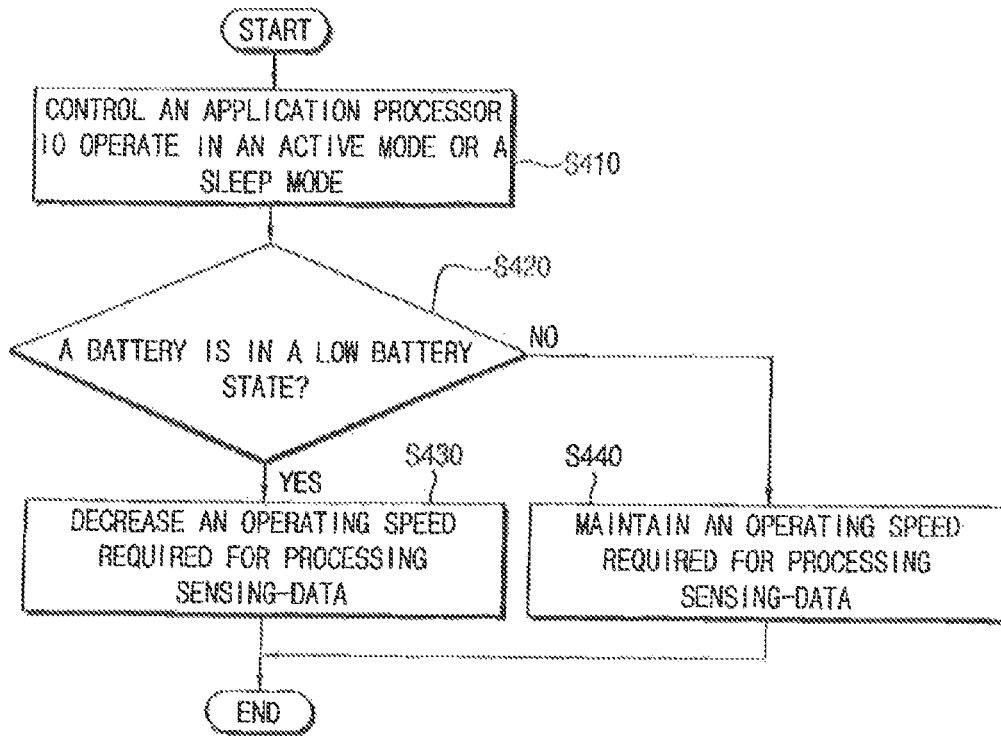 START
CONTROL AN APPLICATION PROCESSOR
TO OPERATE IN AN ACTIVE MODE OR A
SLEEP MODE
S410
S420
A BATTERY IS IN A LOW BATTERY
STATE?
NO
YES
S430
DECREASE AN OPERATING SPEED
REQUIRED FOR PROCESSING
SENSING-DATA
S440
MAINTAIN AN OPERATING SPEED
REQUIRED FOR PROCESSING
SENSING-DATA
END